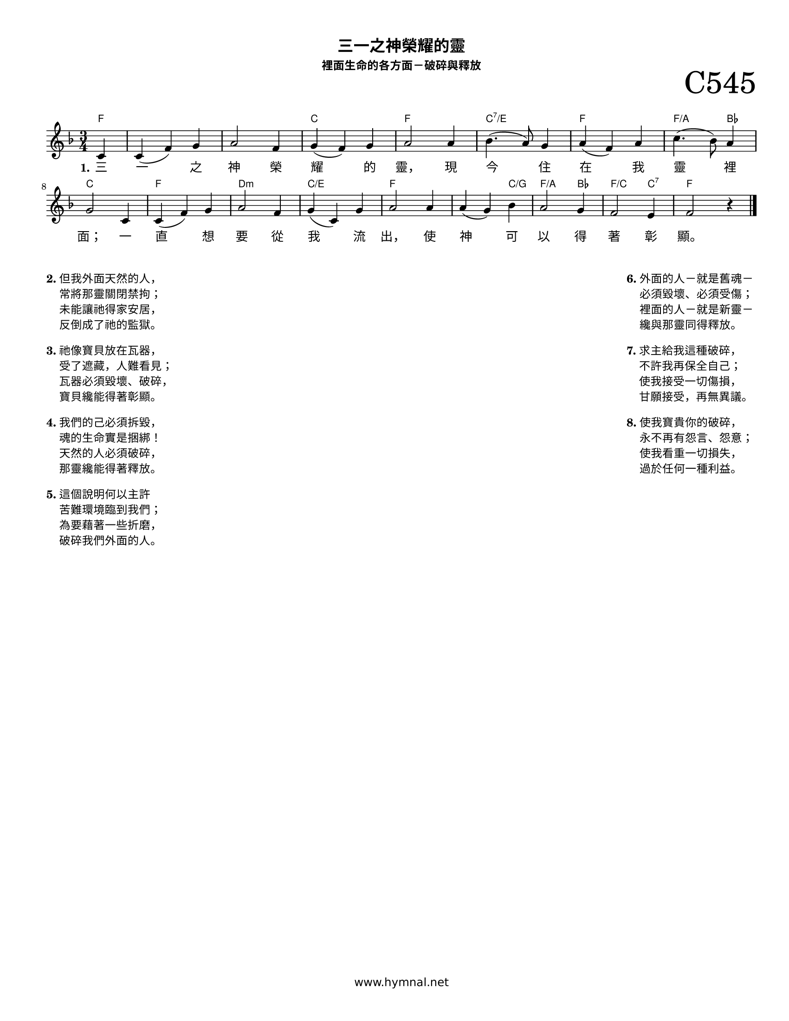 三一之神榮耀的靈
裡面生命的各方面－破碎與釋放
C545
F C F C7/E F F/A B♭
3/4
1. 三 一 之 神 榮 耀 的 靈， 現 今 住 在 我 靈 裡
8
C F Dm C/E F C/G F/A B♭ F/C C7 F
面； 一 直 想 要 從 我 流 出， 使 神 可 以 得 著 彰 顯。
2. 但我外面天然的人，
常將那靈關閉禁拘；
未能讓祂得家安居，
反倒成了祂的監獄。
3. 祂像寶貝放在瓦器，
受了遮藏，人難看見；
瓦器必須毀壞、破碎，
寶貝纔能得著彰顯。
4. 我們的己必須拆毀，
魂的生命實是捆綁！
天然的人必須破碎，
那靈纔能得著釋放。
5. 這個說明何以主許
苦難環境臨到我們；
為要藉著一些折磨，
破碎我們外面的人。
6. 外面的人－就是舊魂－
必須毀壞、必須受傷；
裡面的人－就是新靈－
纔與那靈同得釋放。
7. 求主給我這種破碎，
不許我再保全自己；
使我接受一切傷損，
甘願接受，再無異議。
8. 使我寶貴你的破碎，
永不再有怨言、怨意；
使我看重一切損失，
過於任何一種利益。
www.hymnal.net